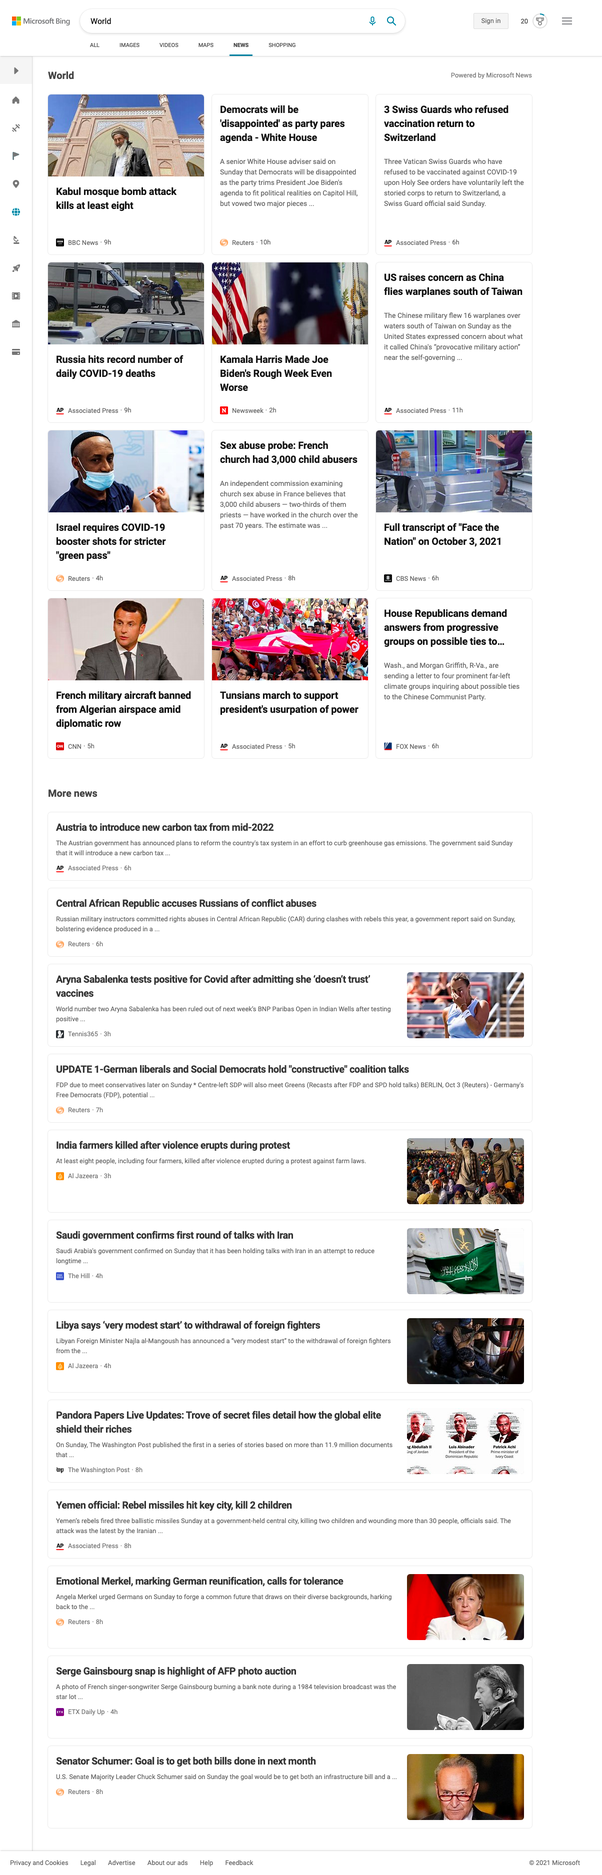 Microsoft Bing
World
Sign in
20
ALL
IMAGES
VIDEOS
MAPS
NEWS
SHOPPING
World
Powered by Microsoft News
Kabul mosque bomb attack
kills at least eight
BBC News · 9h
Democrats will be
'disappointed' as party pares
agenda - White House
A senior White House adviser said on
Sunday that Democrats will be disappointed
as the party trims President Joe Biden's
agenda to fit political realities on Capitol Hill,
but vowed two major pieces ...
Reuters · 10h
3 Swiss Guards who refused
vaccination return to
Switzerland
Three Vatican Swiss Guards who have
refused to be vaccinated against COVID-19
upon Holy See orders have voluntarily left the
storied corps to return to Switzerland, a
Swiss Guard official said Sunday.
AP Associated Press · 6h
Russia hits record number of
daily COVID-19 deaths
AP Associated Press · 9h
Kamala Harris Made Joe
Biden's Rough Week Even
Worse
N Newsweek · 2h
US raises concern as China
flies warplanes south of Taiwan
The Chinese military flew 16 warplanes over
waters south of Taiwan on Sunday as the
United States expressed concern about what
it called China's "provocative military action"
near the self-governing ...
AP Associated Press · 11h
Israel requires COVID-19
booster shots for stricter
"green pass"
Reuters · 4h
Sex abuse probe: French
church had 3,000 child abusers
An independent commission examining
church sex abuse in France believes that
3,000 child abusers — two-thirds of them
priests — have worked in the church over the
past 70 years. The estimate was ...
AP Associated Press · 8h
Full transcript of "Face the
Nation" on October 3, 2021
CBS News · 6h
French military aircraft banned
from Algerian airspace amid
diplomatic row
CNN · 5h
Tunsians march to support
president's usurpation of power
AP Associated Press · 5h
House Republicans demand
answers from progressive
groups on possible ties to...
Wash., and Morgan Griffith, R-Va., are
sending a letter to four prominent far-left
climate groups inquiring about possible ties
to the Chinese Communist Party.
FOX News · 6h
More news
Austria to introduce new carbon tax from mid-2022
The Austrian government has announced plans to reform the country's tax system in an effort to curb greenhouse gas emissions. The government said Sunday
that it will introduce a new carbon tax ...
AP Associated Press · 6h
Central African Republic accuses Russians of conflict abuses
Russian military instructors committed rights abuses in Central African Republic (CAR) during clashes with rebels this year, a government report said on Sunday,
bolstering evidence produced in a ...
Reuters · 6h
Aryna Sabalenka tests positive for Covid after admitting she 'doesn't trust'
vaccines
World number two Aryna Sabalenka has been ruled out of next week's BNP Paribas Open in Indian Wells after testing
positive ...
Tennis365 · 3h
UPDATE 1-German liberals and Social Democrats hold "constructive" coalition talks
FDP due to meet conservatives later on Sunday * Centre-left SDP will also meet Greens (Recasts after FDP and SPD hold talks) BERLIN, Oct 3 (Reuters) - Germany's
Free Democrats (FDP), potential ...
Reuters · 7h
India farmers killed after violence erupts during protest
At least eight people, including four farmers, killed after violence erupted during a protest against farm laws.
Al Jazeera · 3h
Saudi government confirms first round of talks with Iran
Saudi Arabia's government confirmed on Sunday that it has been holding talks with Iran in an attempt to reduce
longtime ...
The Hill · 4h
Libya says 'very modest start' to withdrawal of foreign fighters
Libyan Foreign Minister Najla al-Mangoush has announced a "very modest start" to the withdrawal of foreign fighters
from the ...
Al Jazeera · 4h
Pandora Papers Live Updates: Trove of secret files detail how the global elite
shield their riches
On Sunday, The Washington Post published the first in a series of stories based on more than 11.9 million documents
that ...
wp The Washington Post · 8h
g Abdullah II
ng of Jordan
Luis Abinader
President of the
Dominican Republic
Patrick Achi
Prime minister of
Ivory Coast
Yemen official: Rebel missiles hit key city, kill 2 children
Yemen's rebels fired three ballistic missiles Sunday at a government-held central city, killing two children and wounding more than 30 people, officials said. The
attack was the latest by the Iranian ...
AP Associated Press · 8h
Emotional Merkel, marking German reunification, calls for tolerance
Angela Merkel urged Germans on Sunday to forge a common future that draws on their diverse backgrounds, harking
back to the ...
Reuters · 8h
Serge Gainsbourg snap is highlight of AFP photo auction
A photo of French singer-songwriter Serge Gainsbourg burning a bank note during a 1984 television broadcast was the
star lot ...
ETX Daily Up · 4h
Senator Schumer: Goal is to get both bills done in next month
U.S. Senate Majority Leader Chuck Schumer said on Sunday the goal would be to get both an infrastructure bill and a ...
Reuters · 8h
Privacy and Cookies
Legal
Advertise
About our ads
Help
Feedback
© 2021 Microsoft